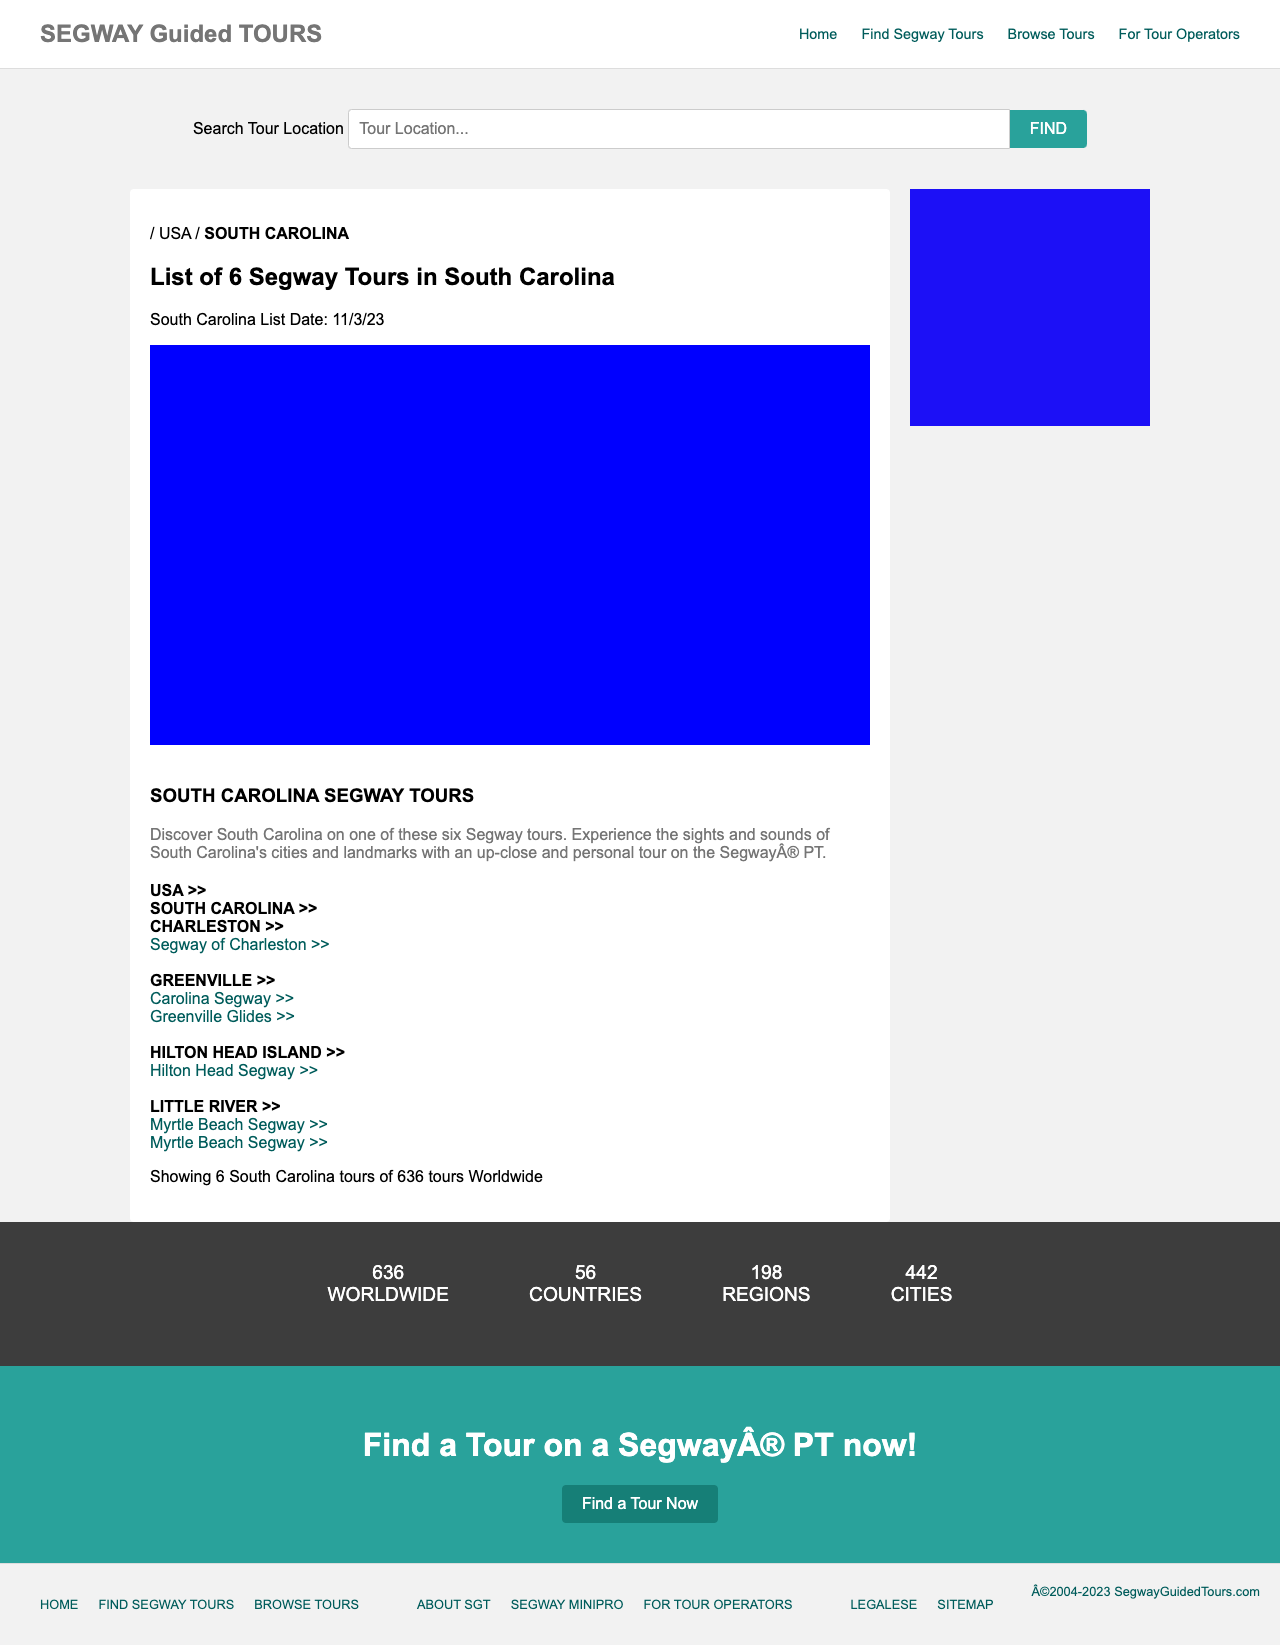 SEGWAY Guided TOURS
Home Find Segway Tours Browse Tours For Tour Operators
Search Tour Location Tour Location... FIND
/ USA / SOUTH CAROLINA
List of 6 Segway Tours in South Carolina
South Carolina List Date: 11/3/23
SOUTH CAROLINA SEGWAY TOURS
Discover South Carolina on one of these six Segway tours. Experience the sights and sounds of
South Carolina's cities and landmarks with an up-close and personal tour on the SegwayÂ® PT.
USA >>
SOUTH CAROLINA >>
CHARLESTON >>
Segway of Charleston >>
GREENVILLE >>
Carolina Segway >>
Greenville Glides >>
HILTON HEAD ISLAND >>
Hilton Head Segway >>
LITTLE RIVER >>
Myrtle Beach Segway >>
Myrtle Beach Segway >>
Showing 6 South Carolina tours of 636 tours Worldwide
636
WORLDWIDE
56
COUNTRIES
198
REGIONS
442
CITIES
Find a Tour on a SegwayÂ® PT now!
Find a Tour Now
HOME FIND SEGWAY TOURS BROWSE TOURS ABOUT SGT SEGWAY MINIPRO FOR TOUR OPERATORS LEGALESE SITEMAP
Â©2004-2023 SegwayGuidedTours.com